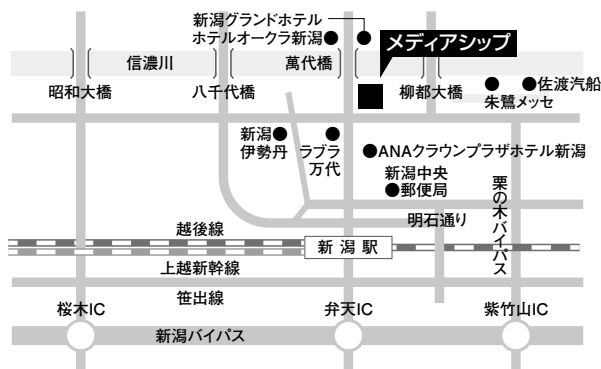 新潟グランドホテル
ホテルオークラ新潟
メディアシップ
信濃川
萬代橋
昭和大橋
八千代橋
柳都大橋
佐渡汽船
朱鷺メッセ
新潟
伊勢丹
ラブラ
万代
ANAクラウンプラザホテル新潟
新潟中央
郵便局
栗の木バイパス
明石通り
越後線
新潟駅
上越新幹線
笹出線
桜木IC
弁天IC
紫竹山IC
新潟バイパス